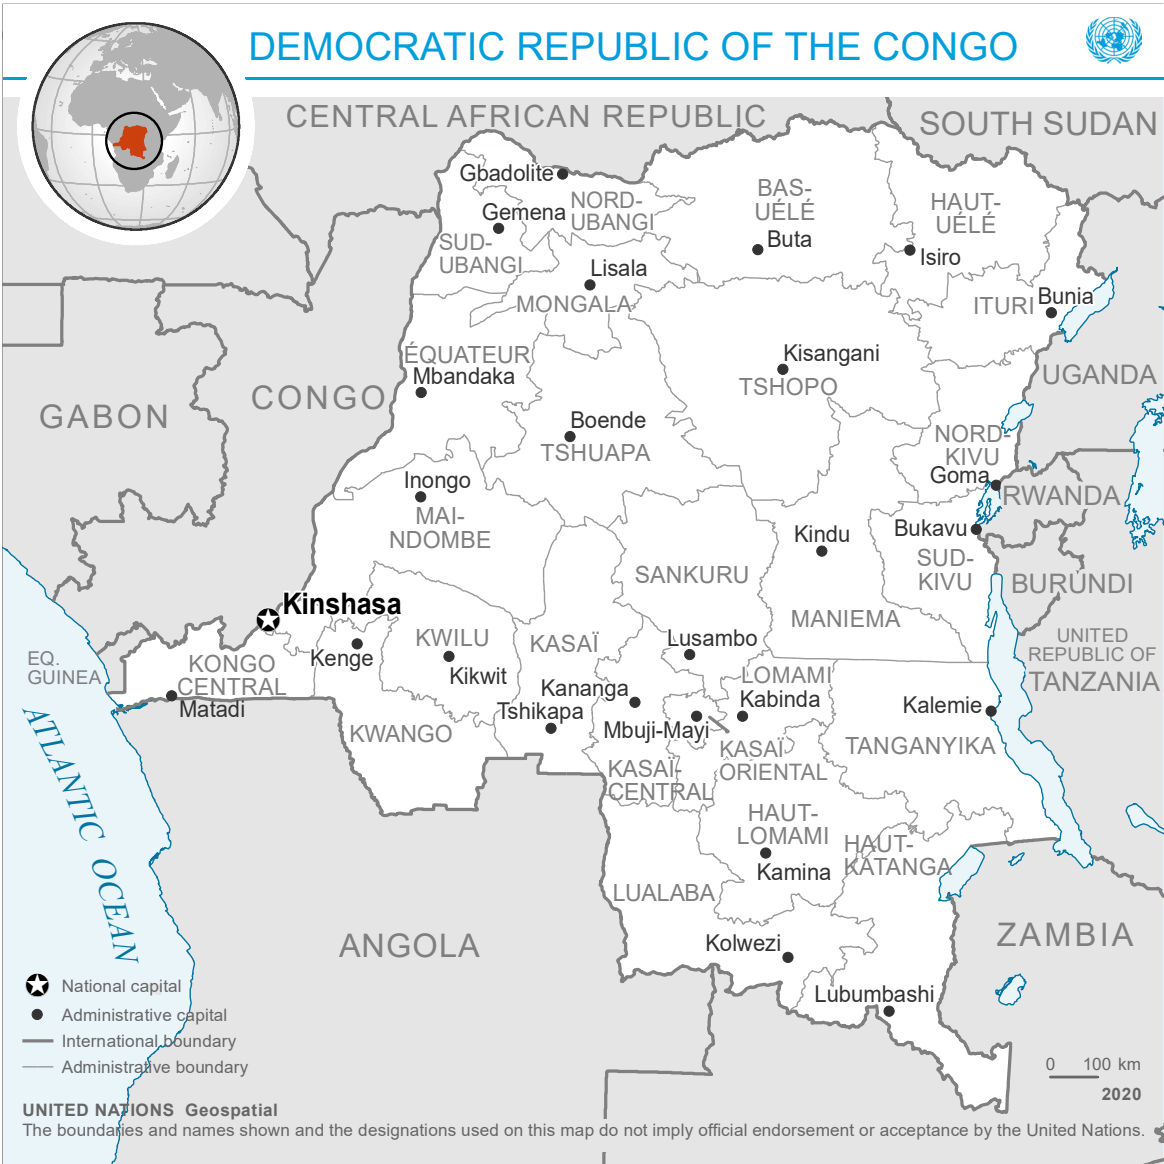 DEMOCRATIC REPUBLIC OF THE CONGO
CENTRAL AFRICAN REPUBLIC
SOUTH SUDAN
Gbadolite
NORD-
UBANGI
Gemena
SUD-
UBANGI
BAS-
UÉLÉ
Buta
HAUT-
UÉLÉ
Isiro
Lisala
MONGALA
ITURI
Bunia
ÉQUATEUR
Mbandaka
Kisangani
TSHOPO
UGANDA
GABON
CONGO
Boende
TSHUAPA
NORD-
KIVU
Goma
RWANDA
Inongo
MAI-
NDOMBE
Kindu
Bukavu
SUD-
KIVU
SANKURU
BURUNDI
Kinshasa
MANIEMA
KWILU
KASAÏ
Lusambo
UNITED
REPUBLIC OF
TANZANIA
EQ.
GUINEA
KONGO
CENTRAL
Kenge
Kikwit
LOMAMI
Kabinda
Kananga
Tshikapa
Matadi
Mbuji-Mayi
Kalemie
KWANGO
KASAÏ
ORIENTAL
TANGANYIKA
KASAÏ-
CENTRAL
ATLANTIC OCEAN
HAUT-
LOMAMI
Kamina
HAUT-
KATANGA
LUALABA
ANGOLA
Kolwezi
ZAMBIA
Lubumbashi
National capital
Administrative capital
International boundary
Administrative boundary
0 100 km
2020
UNITED NATIONS Geospatial
The boundaries and names shown and the designations used on this map do not imply official endorsement or acceptance by the United Nations.